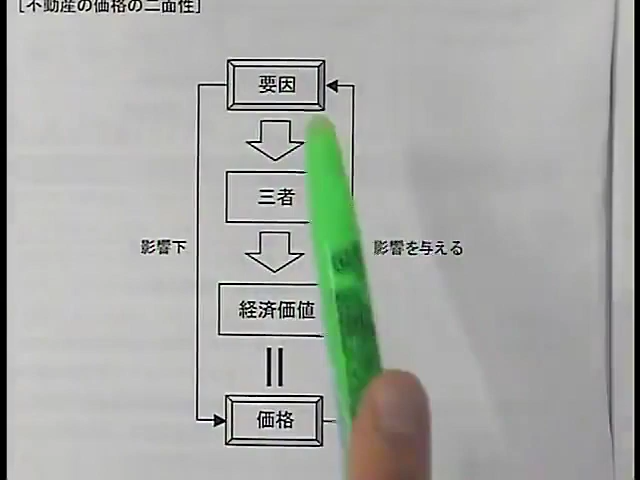 [不動産の価格の二面性]
要因
三者
影響下
影響を与える
経済価値
価格